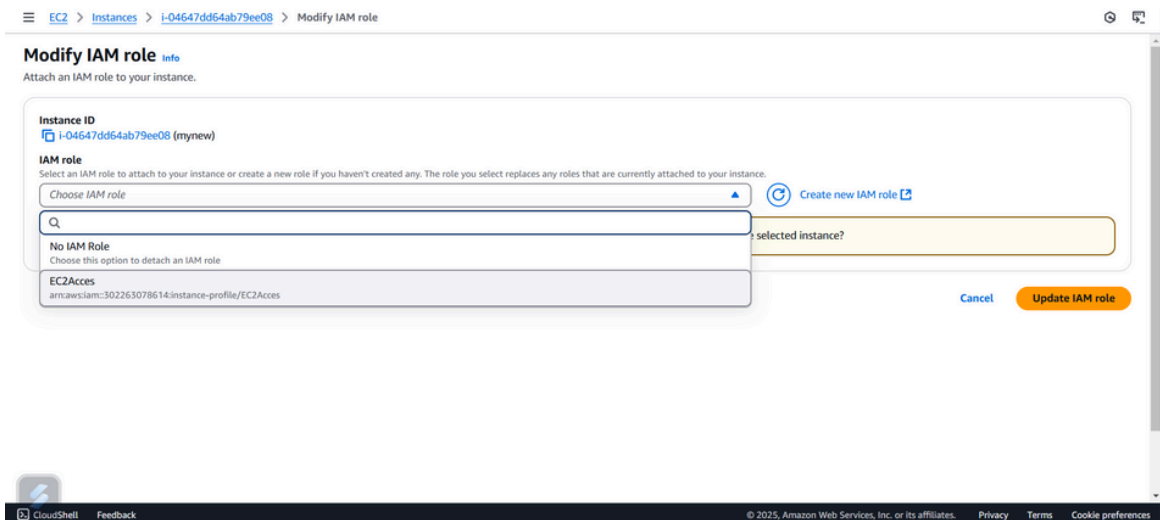 EC2 > Instances > i-04647dd64ab79ee08 > Modify IAM role
Modify IAM role Info
Attach an IAM role to your instance.
Instance ID
i-04647dd64ab79ee08 (mynew)
IAM role
Select an IAM role to attach to your instance or create a new role if you haven't created any. The role you select replaces any roles that are currently attached to your instance.
Choose IAM role
Create new IAM role
No IAM Role
Choose this option to detach an IAM role
selected instance?
EC2Acces
arn:aws:iam::302263078614:instance-profile/EC2Acces
Cancel Update IAM role
CloudShell Feedback © 2025, Amazon Web Services, Inc. or its affiliates. Privacy Terms Cookie preferences